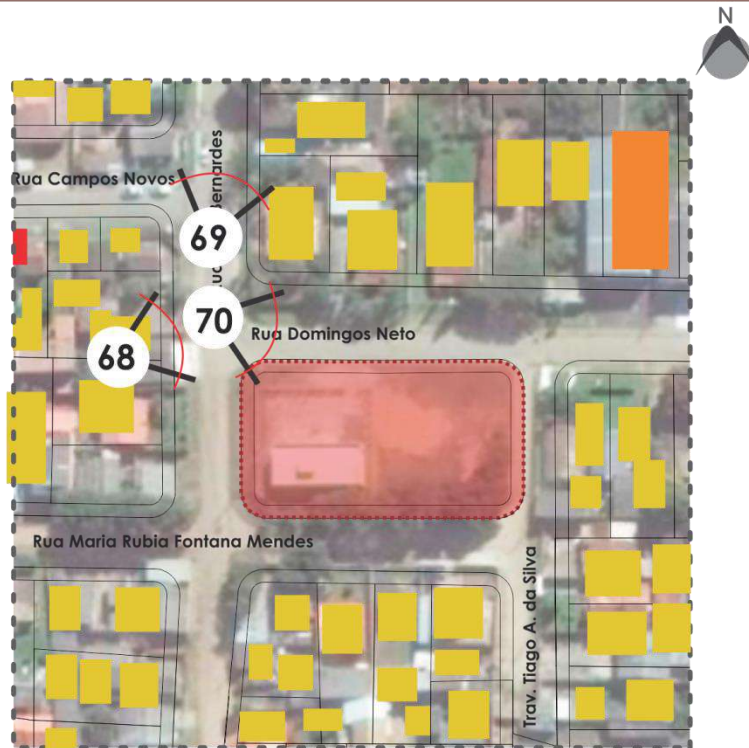 N
Rua Campos Novos
Bernardes
69
70
Rua Domingos Neto
68
Rua Maria Rubia Fontana Mendes
Trav. Tiago A. da Silva